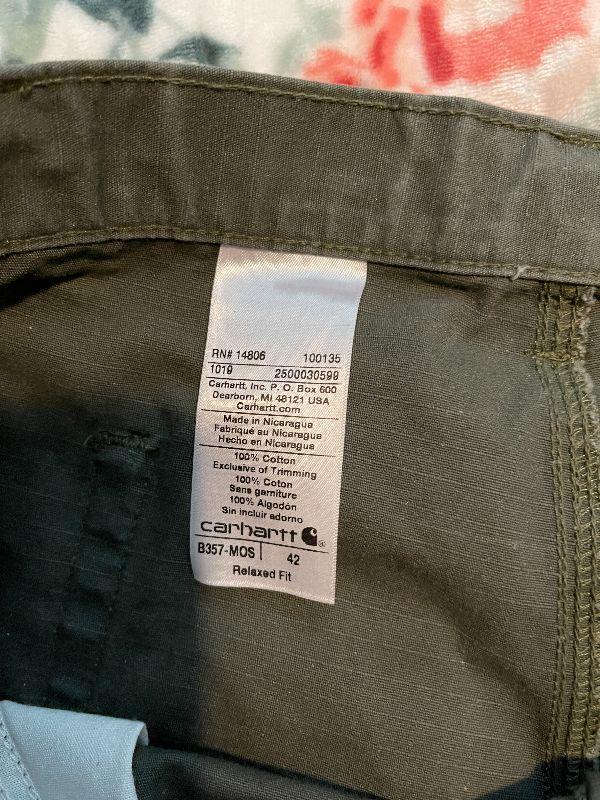 RN# 14806 100135
1019 2500030599
Carhartt, Inc. P. O. Box 600
Dearborn, MI 48121 USA
Carhartt.com
Made in Nicaragua
Fabriqué au Nicaragua
Hecho en Nicaragua
100% Cotton
Exclusive of Trimming
100% Coton
Sans garniture
100% Algodón
Sin incluir adorno
carhartt ®
B357-MOS 42
Relaxed Fit